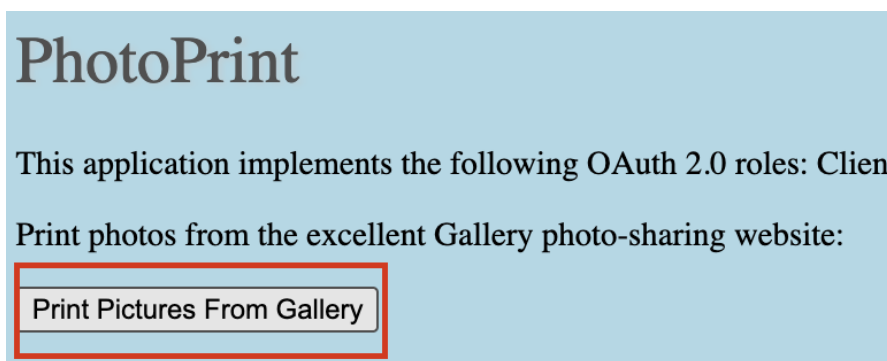 PhotoPrint
This application implements the following OAuth 2.0 roles: Clien
Print photos from the excellent Gallery photo-sharing website:
Print Pictures From Gallery